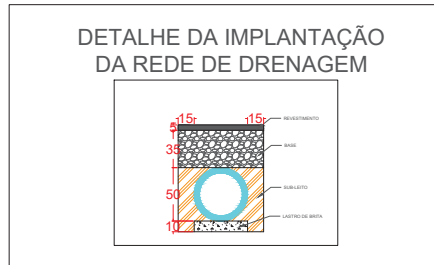 DETALHE DA IMPLANTAÇÃO
DA REDE DE DRENAGEM
15 15
REVESTIMENTO
5
35
BASE
50
SUB-LEITO
10
LASTRO DE BRITA